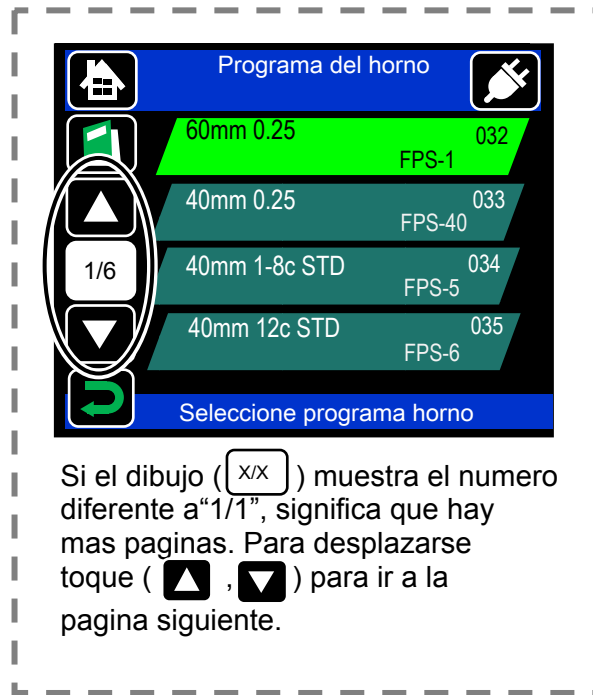 Programa del horno
60mm 0.25 032
FPS-1
40mm 0.25 033
FPS-40
1/6
40mm 1-8c STD 034
FPS-5
40mm 12c STD 035
FPS-6
Seleccione programa horno
Si el dibujo ( X/X ) muestra el numero
diferente a“1/1”, significa que hay
mas paginas. Para desplazarse
toque ( , ) para ir a la
pagina siguiente.